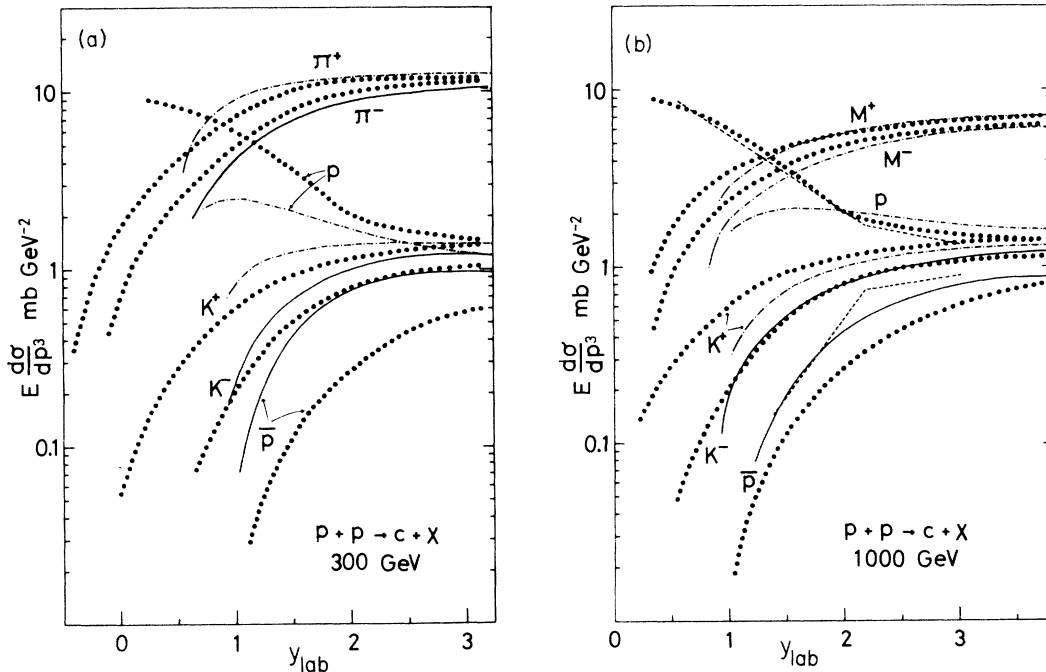 (a)
π⁺
π⁻
p
K⁺
K⁻
p̅
p + p → c + X
300 GeV
10
1
0.1
E dσ/dp³ mb GeV⁻²
0 1 2 3
y_lab
(b)
M⁺
M⁻
p
K⁺
K⁻
p̅
p + p → c + X
1000 GeV
10
1
0.1
E dσ/dp³ mb GeV⁻²
0 1 2 3
y_lab